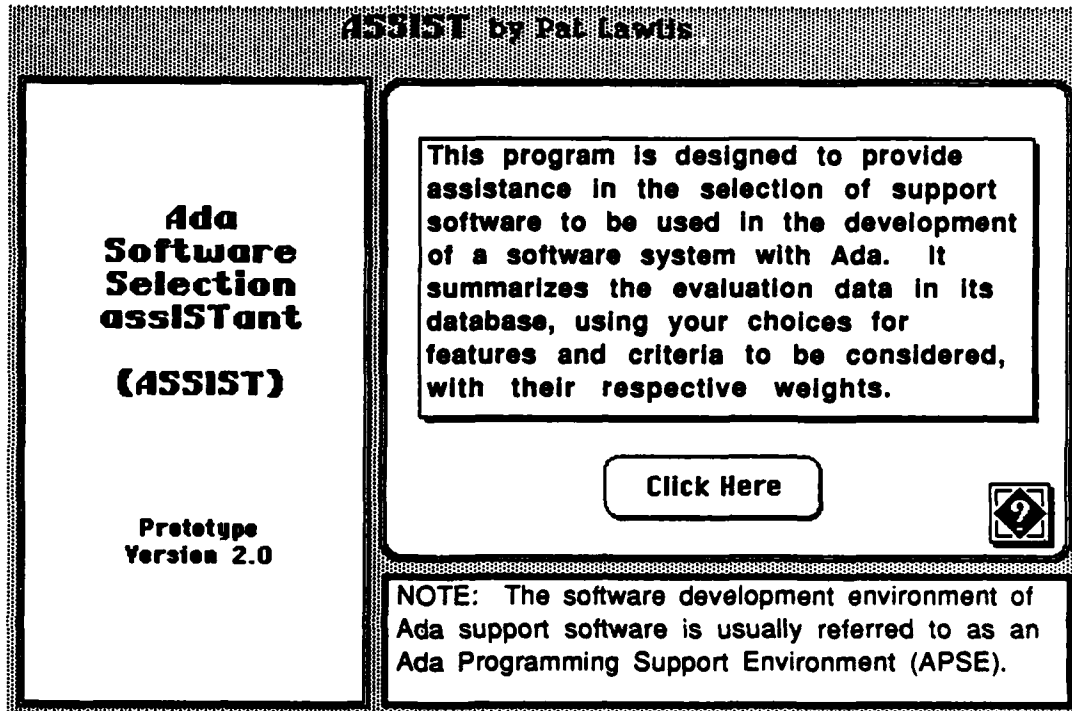 ASSIST by Pat Lawlis
Ada
Software
Selection
assISTant
(ASSIST)
Prototype
Version 2.0
This program is designed to provide
assistance in the selection of support
software to be used in the development
of a software system with Ada. It
summarizes the evaluation data in its
database, using your choices for
features and criteria to be considered,
with their respective weights.
Click Here
?
NOTE: The software development environment of
Ada support software is usually referred to as an
Ada Programming Support Environment (APSE).